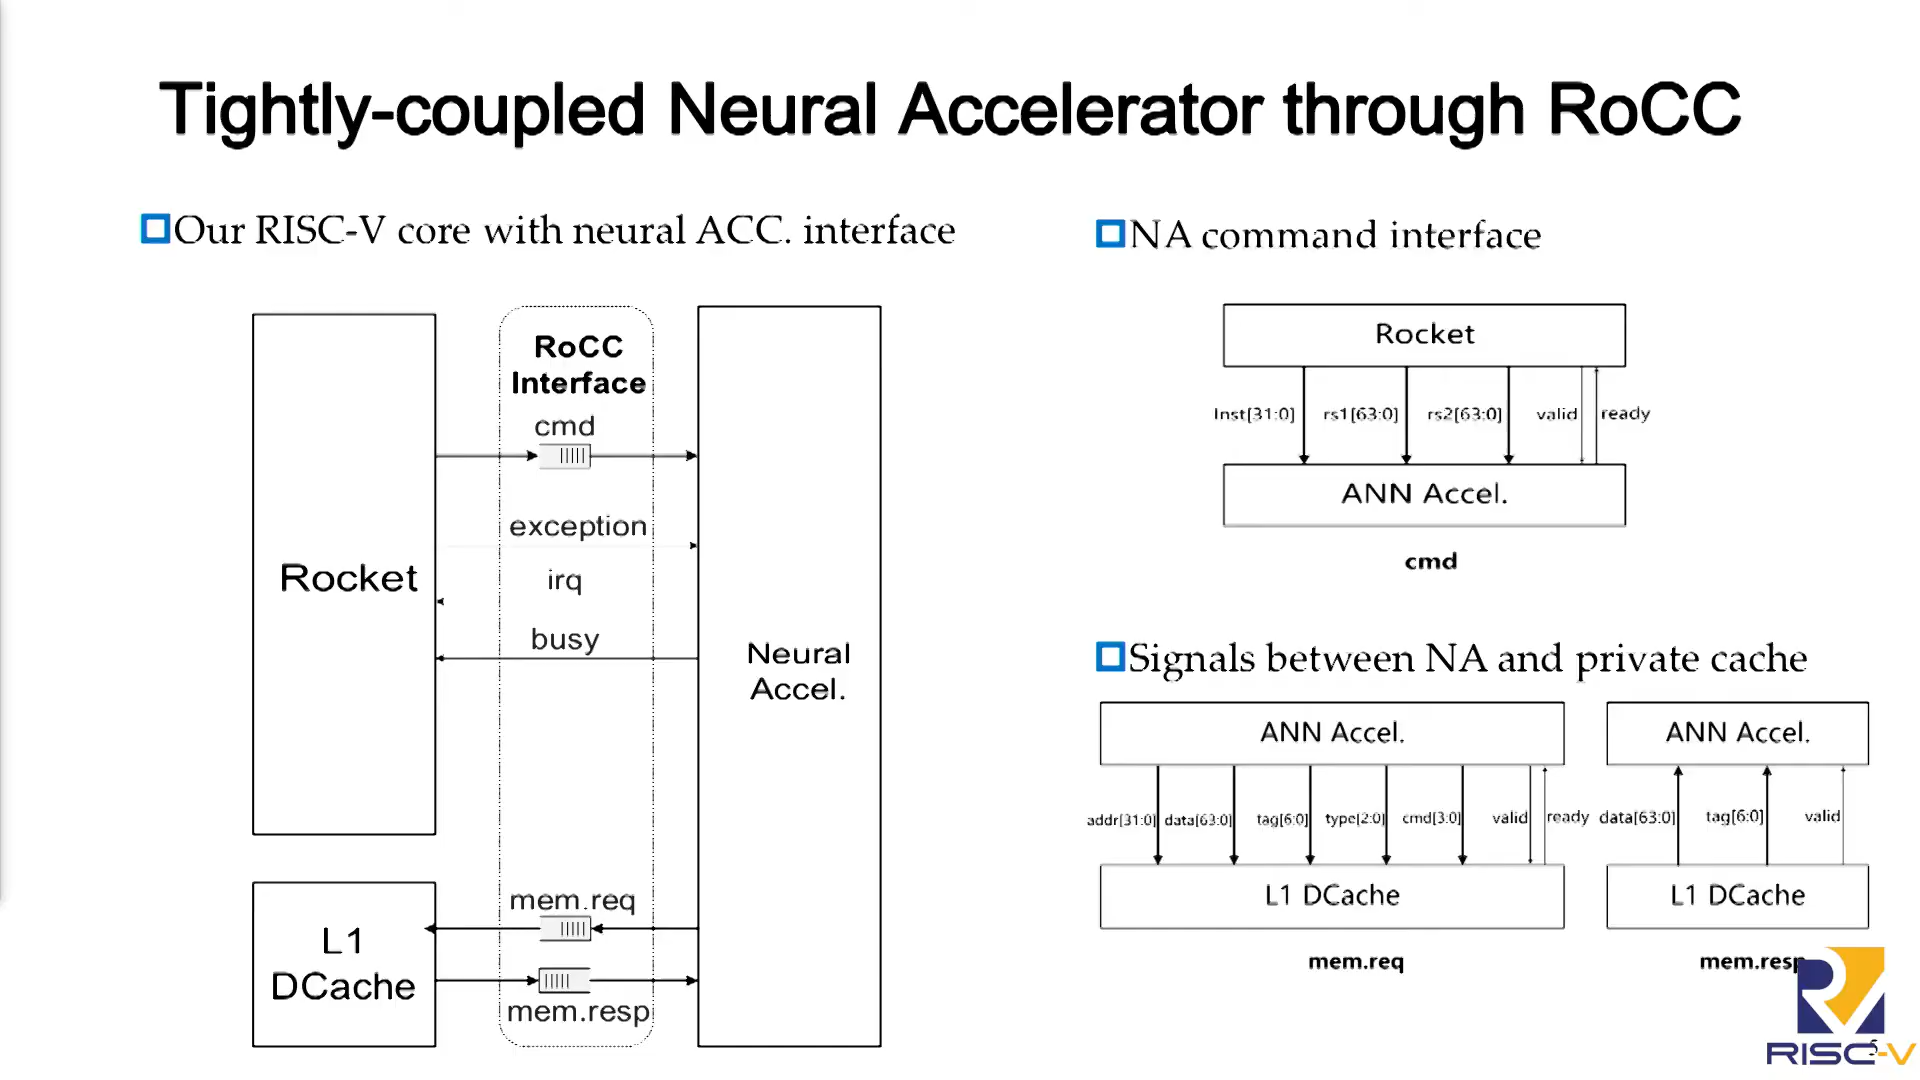 Tightly-coupled Neural Accelerator through RoCC
Our RISC-V core with neural ACC. interface
RoCC
Interface
cmd
exception
irq
busy
Rocket
Neural
Accel.
L1
DCache
mem.req
mem.resp
NA command interface
Rocket
Inst[31:0] rs1[63:0] rs2[63:0] valid ready
ANN Accel.
cmd
Signals between NA and private cache
ANN Accel.
addr[31:0] data[63:0] tag[6:0] type[2:0] cmd[3:0] valid ready
L1 DCache
mem.req
ANN Accel.
data[63:0] tag[6:0] valid
L1 DCache
mem.resp
RISC-V
5